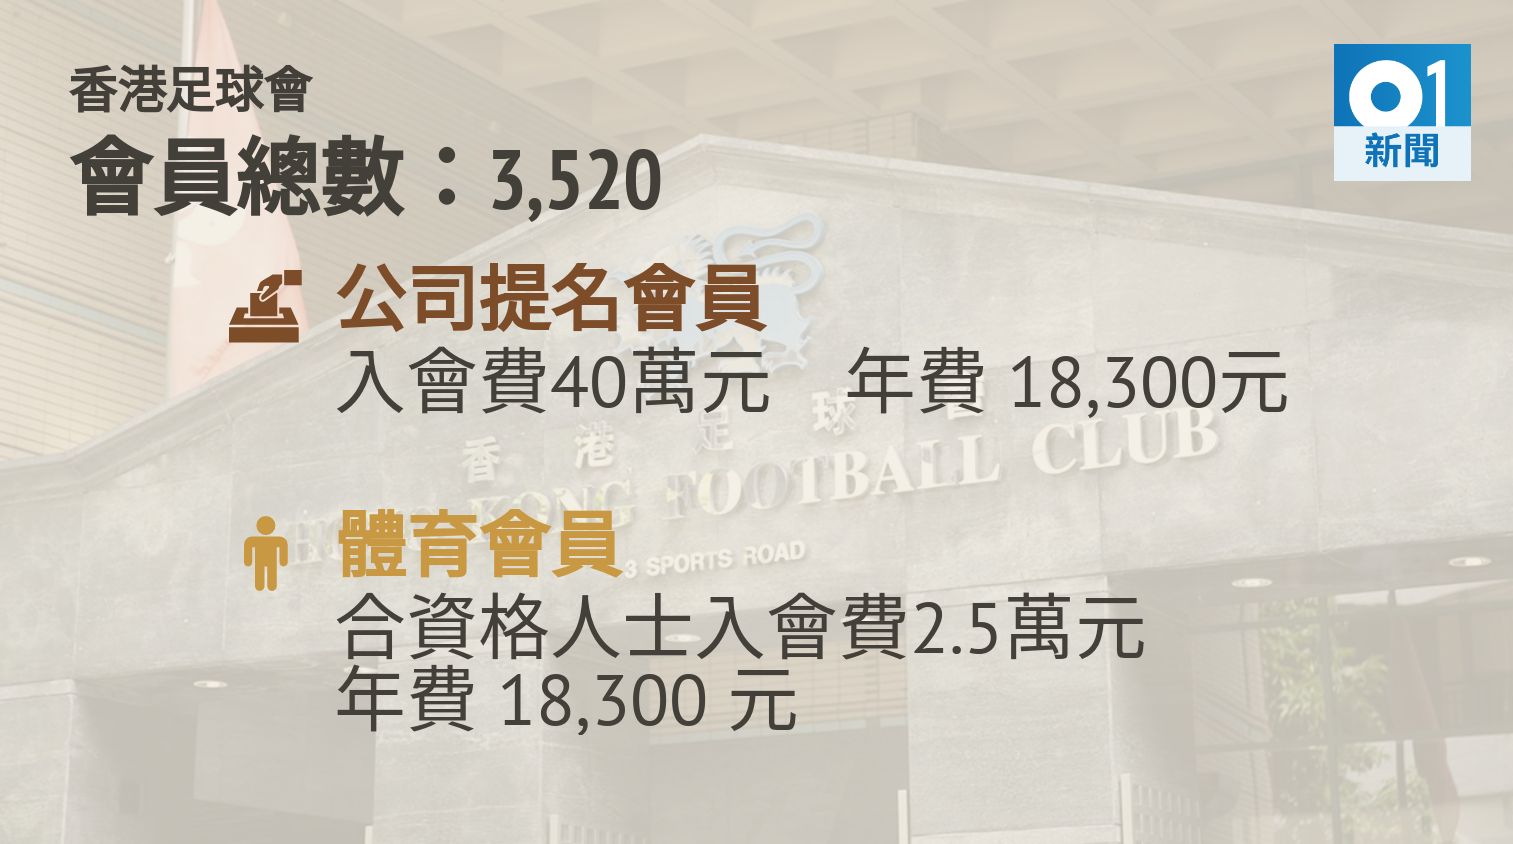 香港足球會
會員總數：3,520
01
新聞
公司提名會員
入會費40萬元 年費 18,300元
香港足球會
HONG KONG FOOTBALL CLUB
3 SPORTS ROAD
體育會員
合資格人士入會費2.5萬元
年費 18,300 元